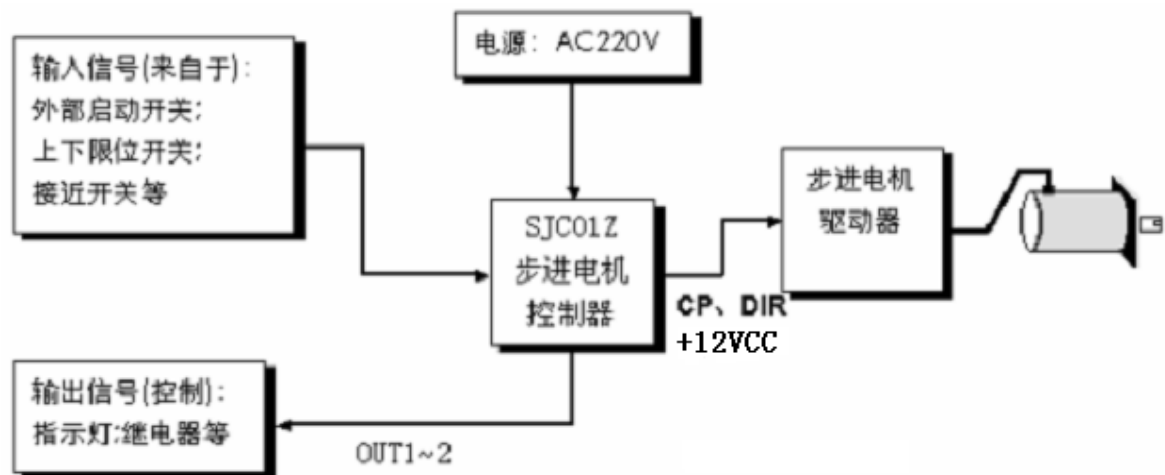 电源: AC220V
输入信号(来自于):
外部启动开关;
上下限位开关;
接近开关等
SJC01Z
步进电机
控制器
步进电机
驱动器
CP、DIR
+12VCC
输出信号(控制):
指示灯;继电器等
OUT1~2